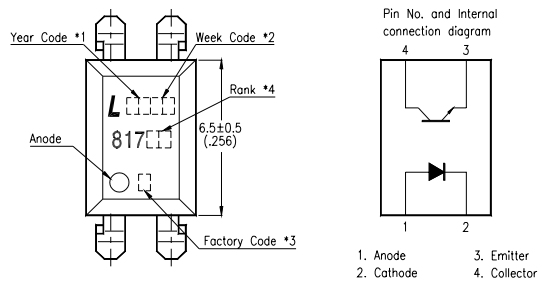 Year Code *1
Week Code *2
L
Rank *4
817
6.5±0.5
(.256)
Anode
Factory Code *3
Pin No. and Internal
connection diagram
4 3
1 2
1. Anode 3. Emitter
2. Cathode 4. Collector